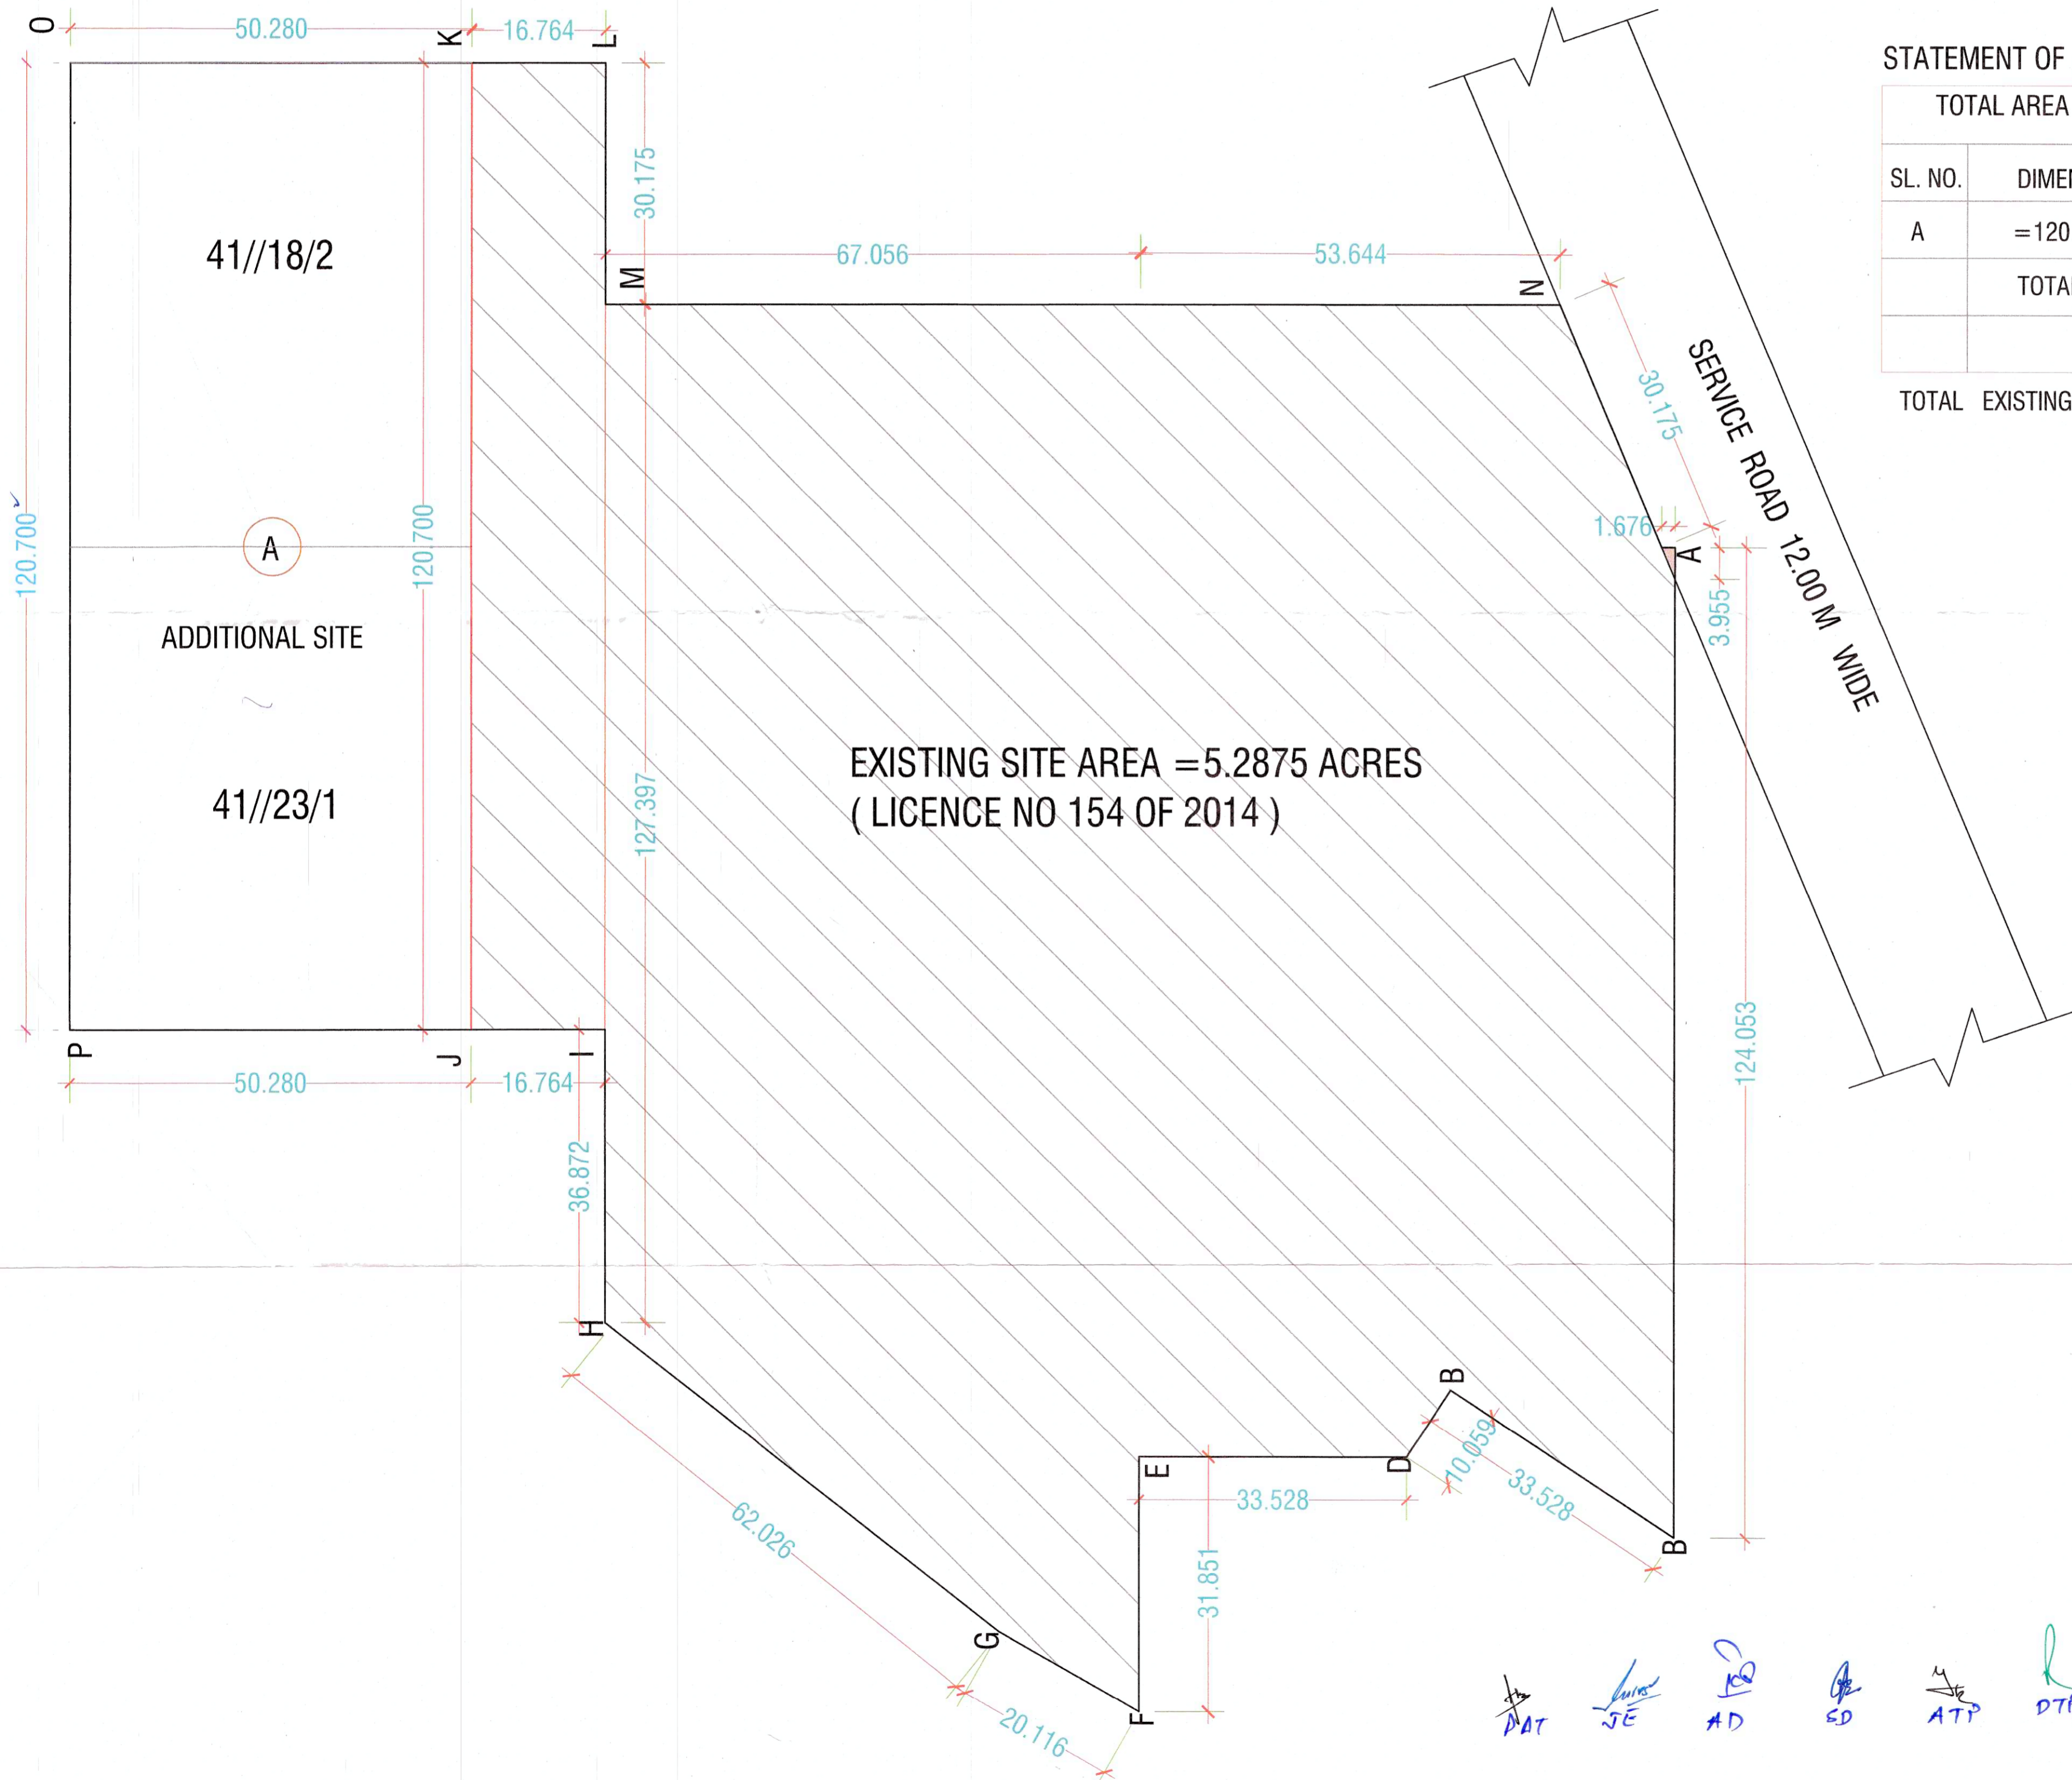 O
50.280
K
16.764
L
STATEMENT OF
TOTAL AREA
SL. NO.
DIMEN
A
=120
TOTAL
TOTAL EXISTING
30.175
41//18/2
67.056
53.644
M
N
SERVICE ROAD 12.00 M WIDE
30.175
1.676
A
3.955
120.700
A
120.700
ADDITIONAL SITE
EXISTING SITE AREA =5.2875 ACRES
( LICENCE NO 154 OF 2014 )
127.397
41//23/1
124.053
P
J
I
50.280
16.764
36.872
H
B
10.059
D
E
33.528
33.528
B
62.026
31.851
G
F
20.116
DAT
JE
AD
SD
ATP
DTP